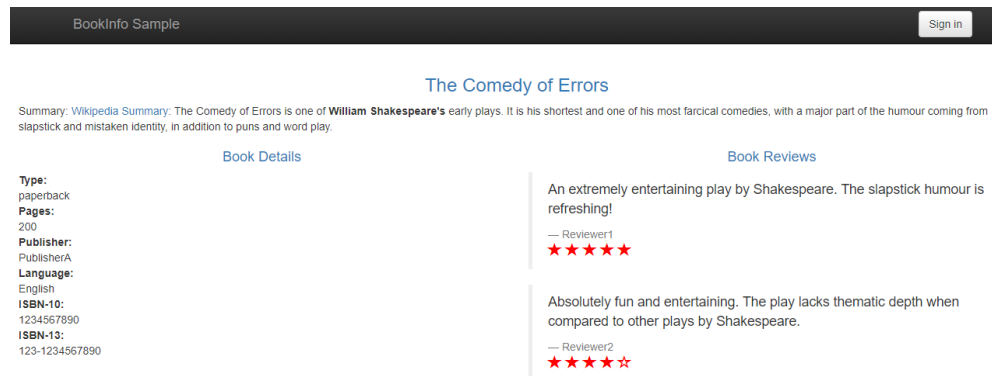 BookInfo Sample
Sign in
The Comedy of Errors
Summary: Wikipedia Summary: The Comedy of Errors is one of William Shakespeare's early plays. It is his shortest and one of his most farcical comedies, with a major part of the humour coming from
slapstick and mistaken identity, in addition to puns and word play.
Book Details
Type:
paperback
Pages:
200
Publisher:
PublisherA
Language:
English
ISBN-10:
1234567890
ISBN-13:
123-1234567890
Book Reviews
An extremely entertaining play by Shakespeare. The slapstick humour is
refreshing!
— Reviewer1
Absolutely fun and entertaining. The play lacks thematic depth when
compared to other plays by Shakespeare.
— Reviewer2